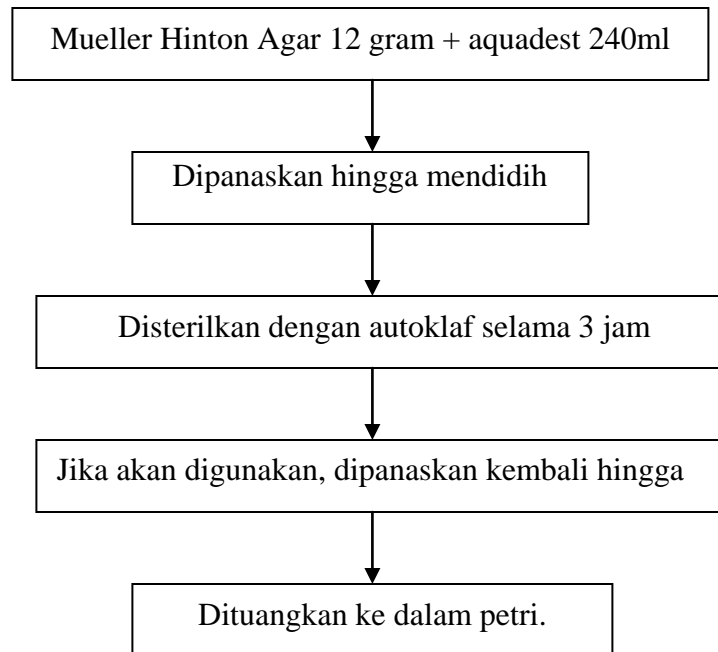 Mueller Hinton Agar 12 gram + aquadest 240ml
Dipanaskan hingga mendidih
Disterilkan dengan autoklaf selama 3 jam
Jika akan digunakan, dipanaskan kembali hingga
Dituangkan ke dalam petri.